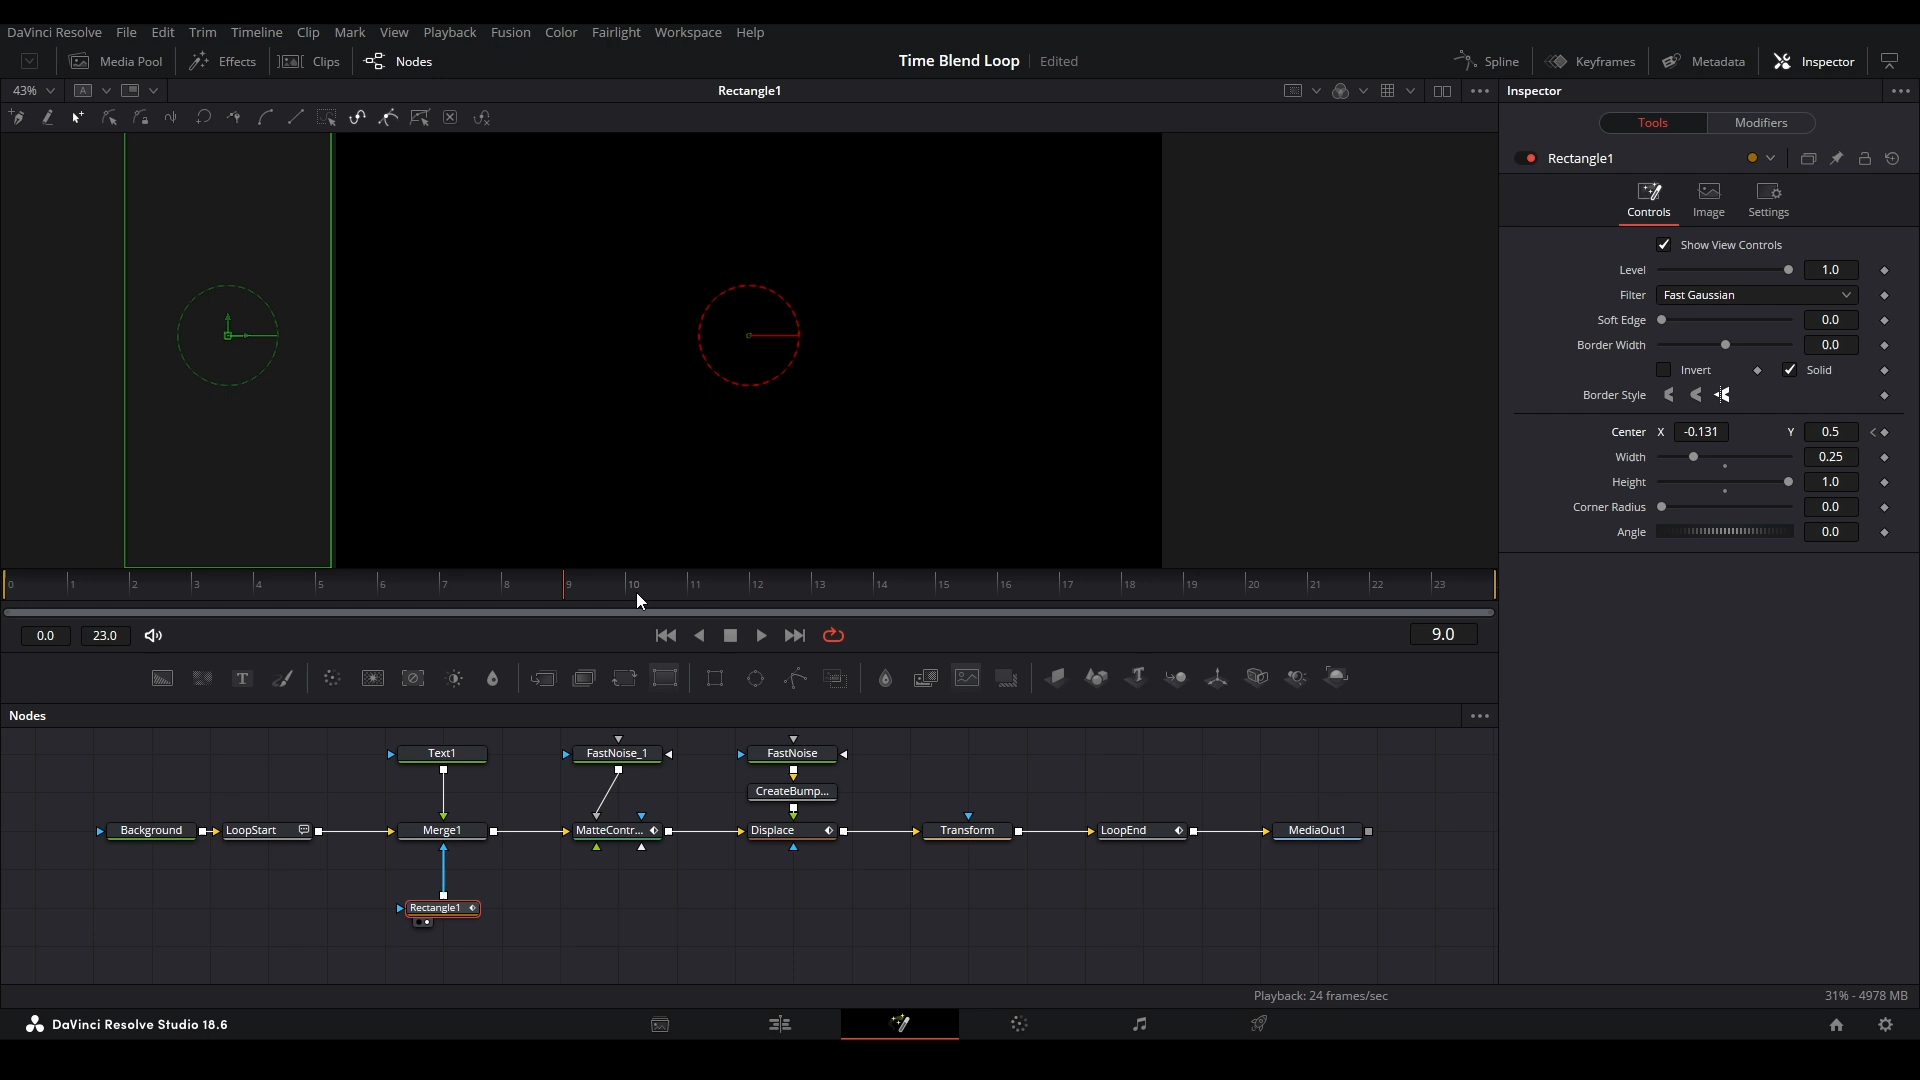 DaVinci Resolve File Edit Trim Timeline Clip Mark View Playback Fusion Color Fairlight Workspace Help
Media Pool Effects Clips Nodes Time Blend Loop Edited Spline Keyframes Metadata Inspector
43% A Rectangle1 Inspector
Tools Modifiers
Rectangle1
Controls Image Settings
Show View Controls
Level 1.0
Filter Fast Gaussian
Soft Edge 0.0
Border Width 0.0
Invert Solid
Border Style
Center X -0.131 Y 0.5
Width 0.25
Height 1.0
Corner Radius 0.0
Angle 0.0
0 1 2 3 4 5 6 7 8 9 10 11 12 13 14 15 16 17 18 19 20 21 22 23
0.0 23.0 9.0
Nodes
Text1 FastNoise_1 FastNoise
CreateBump...
Background LoopStart Merge1 MatteContr... Displace Transform LoopEnd MediaOut1
Rectangle1
Playback: 24 frames/sec 31% - 4978 MB
DaVinci Resolve Studio 18.6